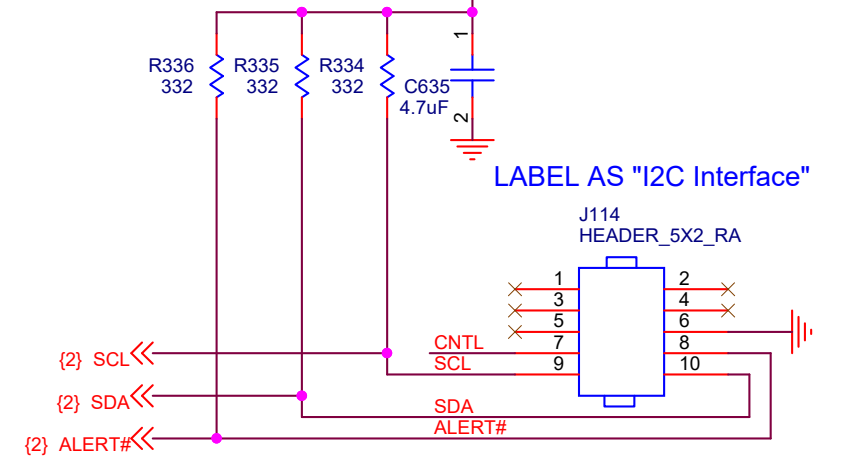 1
R336 R335 R334
332 332 332
C635
4.7uF
2
LABEL AS "I2C Interface"
J114
HEADER_5X2_RA
1 2
3 4
5 6
CNTL 7 8
SCL 9 10
{2} SCL
{2} SDA
SDA
{2} ALERT#
ALERT#